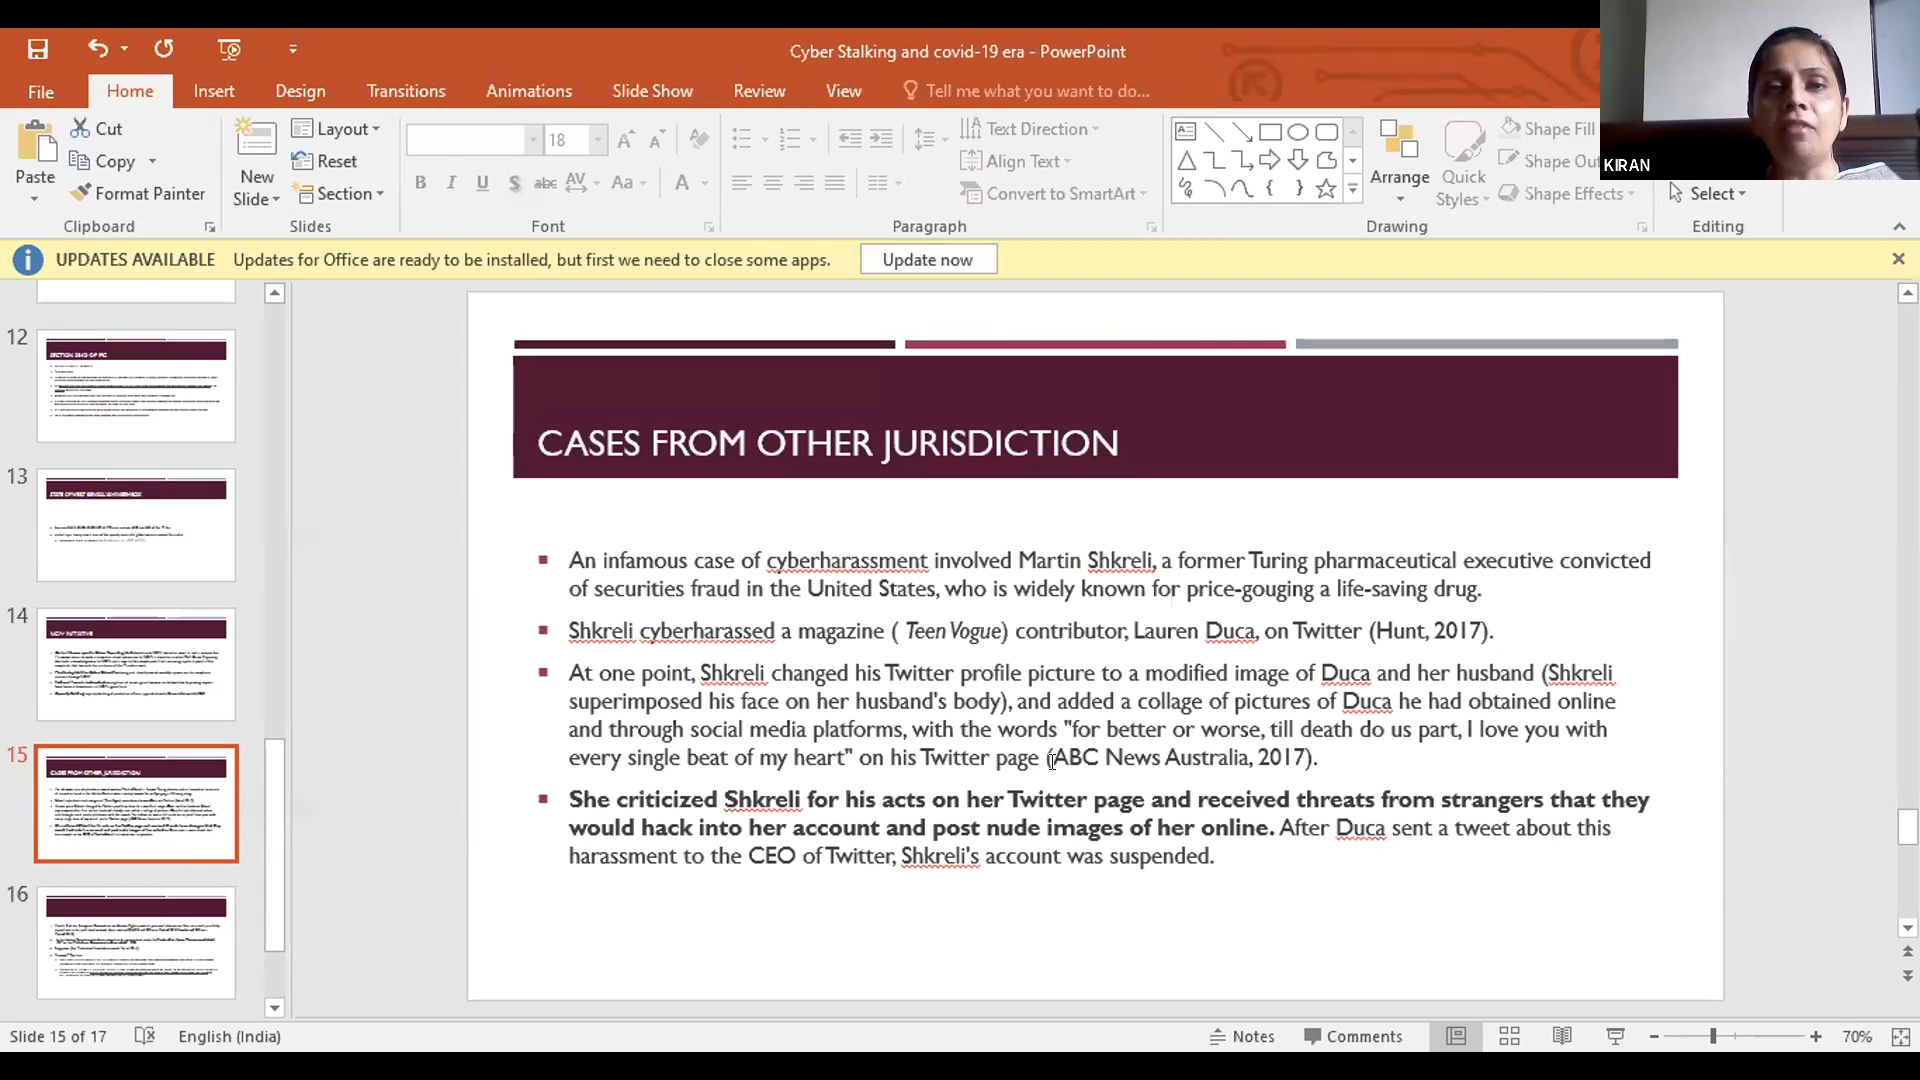 Cyber Stalking and covid-19 era - PowerPoint
File
Home
Insert
Design
Transitions
Animations
Slide Show
Review
View
Tell me what you want to do...
Paste
Cut
Copy
Format Painter
Clipboard
New
Slide
Layout
Reset
Section
Slides
18
B
I
U
S
abc
AV
Aa
A
Font
Text Direction
Align Text
Convert to SmartArt
Paragraph
Arrange
Quick
Styles
Shape Fill
Shape Ou
Shape Effects
Drawing
KIRAN
Select
Editing
UPDATES AVAILABLE Updates for Office are ready to be installed, but first we need to close some apps.
Update now
12
SECTION 354D OF IPC
13
14
15
CASES FROM OTHER JURISDICTION
16
CASES FROM OTHER JURISDICTION
An infamous case of cyberharassment involved Martin Shkreli, a former Turing pharmaceutical executive convicted
of securities fraud in the United States, who is widely known for price-gouging a life-saving drug.
Shkreli cyberharassed a magazine ( Teen Vogue) contributor, Lauren Duca, on Twitter (Hunt, 2017).
At one point, Shkreli changed his Twitter profile picture to a modified image of Duca and her husband (Shkreli
superimposed his face on her husband's body), and added a collage of pictures of Duca he had obtained online
and through social media platforms, with the words "for better or worse, till death do us part, I love you with
every single beat of my heart" on his Twitter page (ABC News Australia, 2017).
She criticized Shkreli for his acts on her Twitter page and received threats from strangers that they
would hack into her account and post nude images of her online. After Duca sent a tweet about this
harassment to the CEO of Twitter, Shkreli's account was suspended.
Slide 15 of 17
English (India)
Notes
Comments
70%